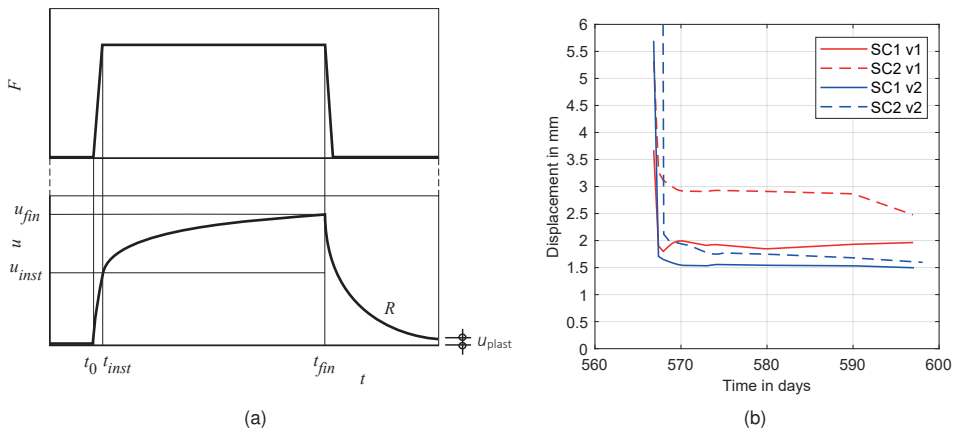 F
u_fin
u
u_inst
R
u_plast
t_0 t_inst
t_fin
t
(a)
6
5.5
5
4.5
4
3.5
3
2.5
2
1.5
1
0.5
0
Displacement in mm
SC1 v1
SC2 v1
SC1 v2
SC2 v2
560 570 580 590 600
Time in days
(b)